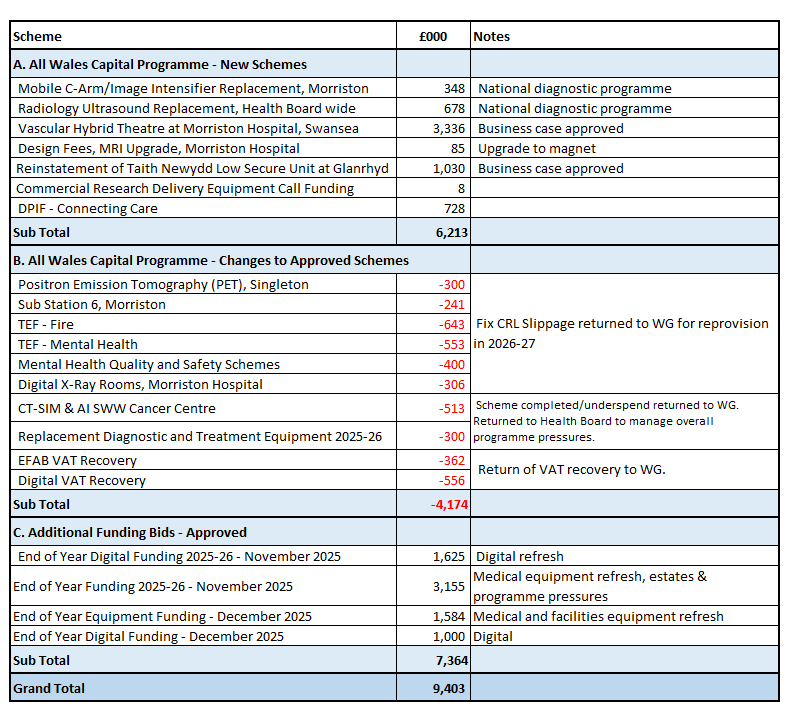 Scheme £000 Notes
A. All Wales Capital Programme - New Schemes
Mobile C-Arm/Image Intensifier Replacement, Morriston 348 National diagnostic programme
Radiology Ultrasound Replacement, Health Board wide 678 National diagnostic programme
Vascular Hybrid Theatre at Morriston Hospital, Swansea 3,336 Business case approved
Design Fees, MRI Upgrade, Morriston Hospital 85 Upgrade to magnet
Reinstatement of Taith Newydd Low Secure Unit at Glanrhyd 1,030 Business case approved
Commercial Research Delivery Equipment Call Funding 8
DPIF - Connecting Care 728
Sub Total 6,213
B. All Wales Capital Programme - Changes to Approved Schemes
Positron Emission Tomography (PET), Singleton -300
Sub Station 6, Morriston -241
TEF - Fire -643
Fix CRL Slippage returned to WG for reprovision
in 2026-27
TEF - Mental Health -553
Mental Health Quality and Safety Schemes -400
Digital X-Ray Rooms, Morriston Hospital -306
CT-SIM & AI SWW Cancer Centre -513
Scheme completed/underspend returned to WG.
Returned to Health Board to manage overall
programme pressures.
Replacement Diagnostic and Treatment Equipment 2025-26 -300
EFAB VAT Recovery -362
Return of VAT recovery to WG.
Digital VAT Recovery -556
Sub Total -4,174
C. Additional Funding Bids - Approved
End of Year Digital Funding 2025-26 - November 2025 1,625 Digital refresh
End of Year Funding 2025-26 - November 2025 3,155 Medical equipment refresh, estates &
programme pressures
End of Year Equipment Funding - December 2025 1,584 Medical and facilities equipment refresh
End of Year Digital Funding - December 2025 1,000 Digital
Sub Total 7,364
Grand Total 9,403